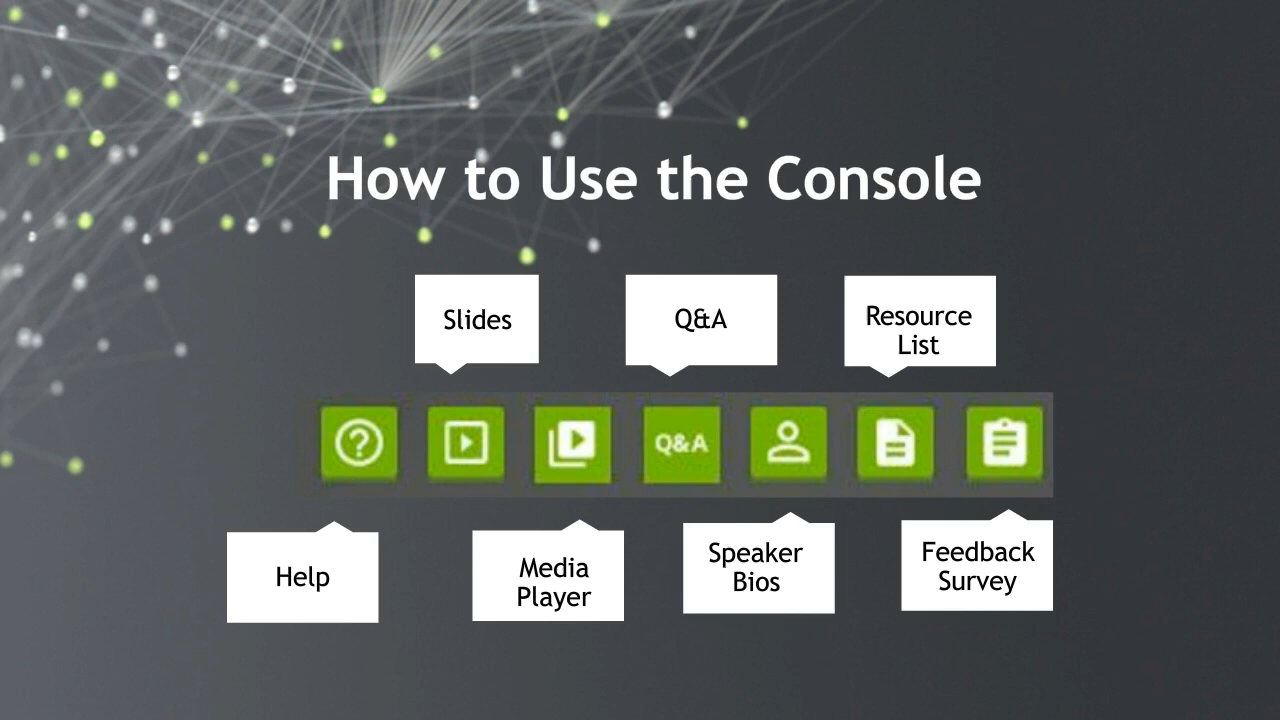 How to Use the Console
Slides
Q&A
Resource
List
Q&A
Help
Media
Player
Speaker
Bios
Feedback
Survey